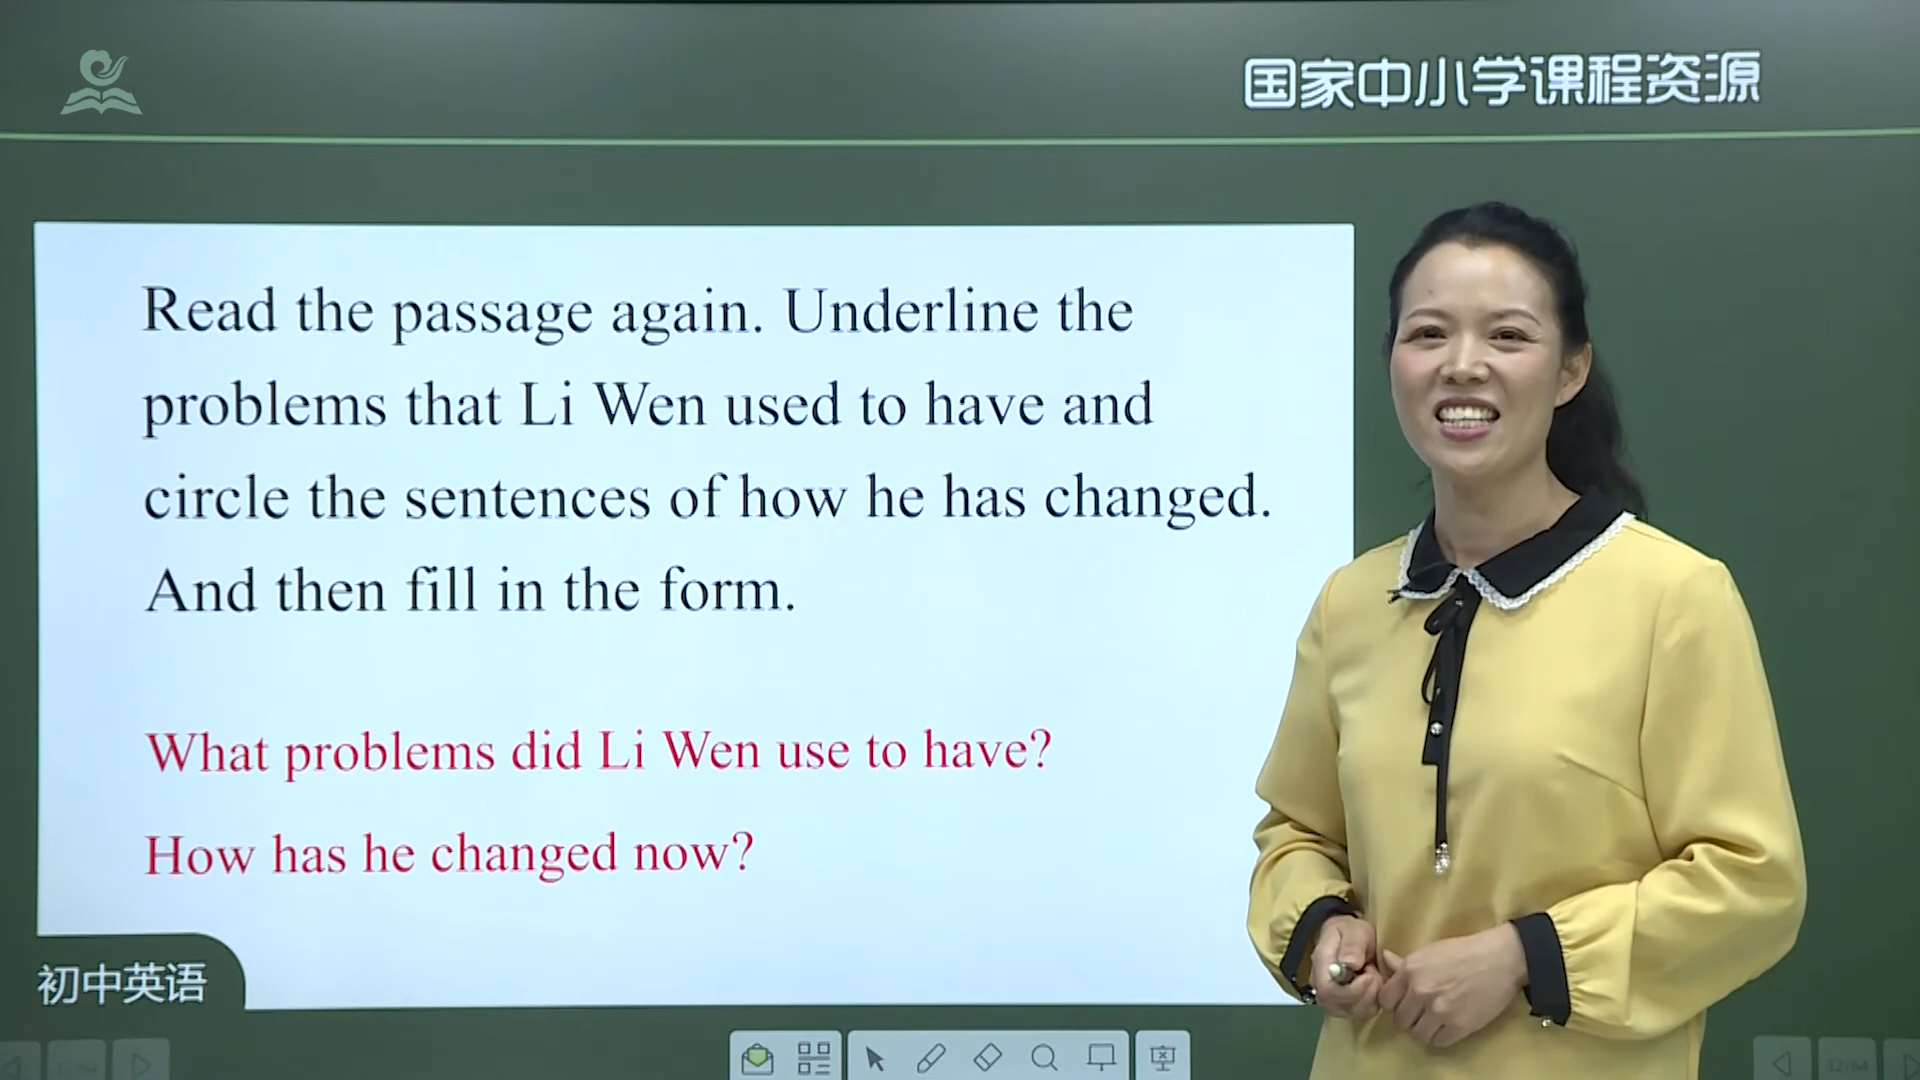 国家中小学课程资源
Read the passage again. Underline the
problems that Li Wen used to have and
circle the sentences of how he has changed.
And then fill in the form.
What problems did Li Wen use to have?
How has he changed now?
初中英语